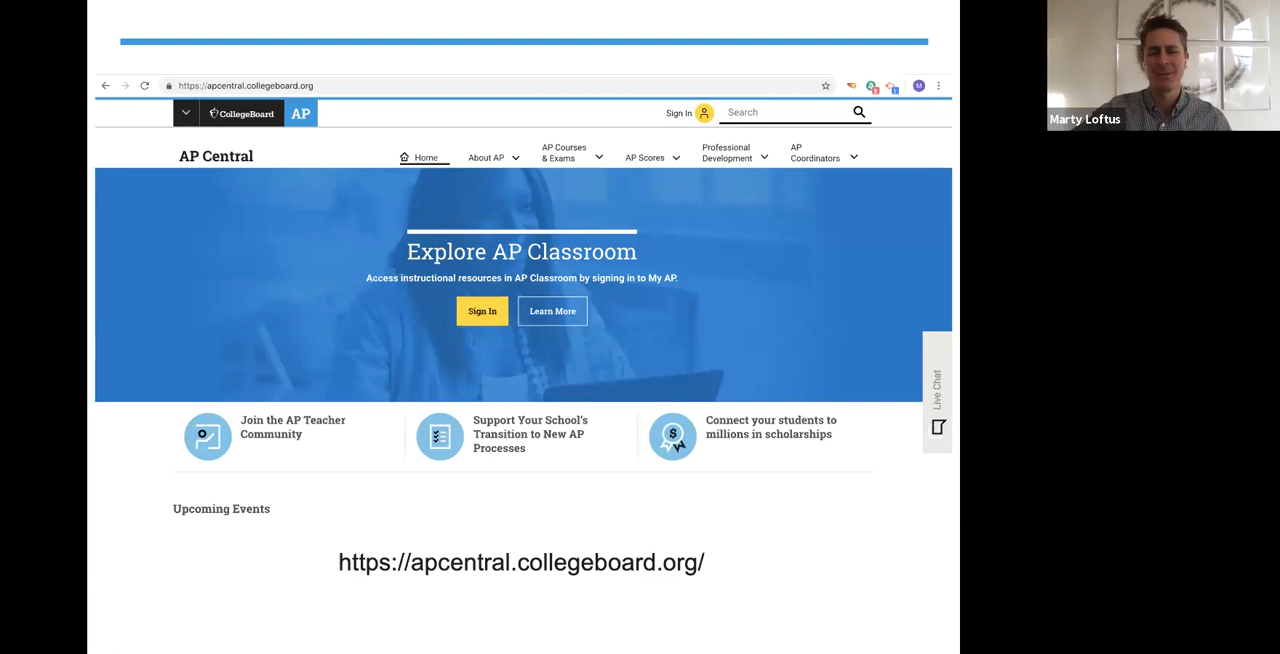 https://apcentral.collegeboard.org
CollegeBoard
AP
Sign In
Search
AP Central
Home
About AP
AP Courses
& Exams
AP Scores
Professional
Development
AP
Coordinators
Explore AP Classroom
Access instructional resources in AP Classroom by signing in to My AP.
Sign In
Learn More
Live Chat
Join the AP Teacher
Community
Support Your School's
Transition to New AP
Processes
Connect your students to
millions in scholarships
Upcoming Events
https://apcentral.collegeboard.org/
Marty Loftus